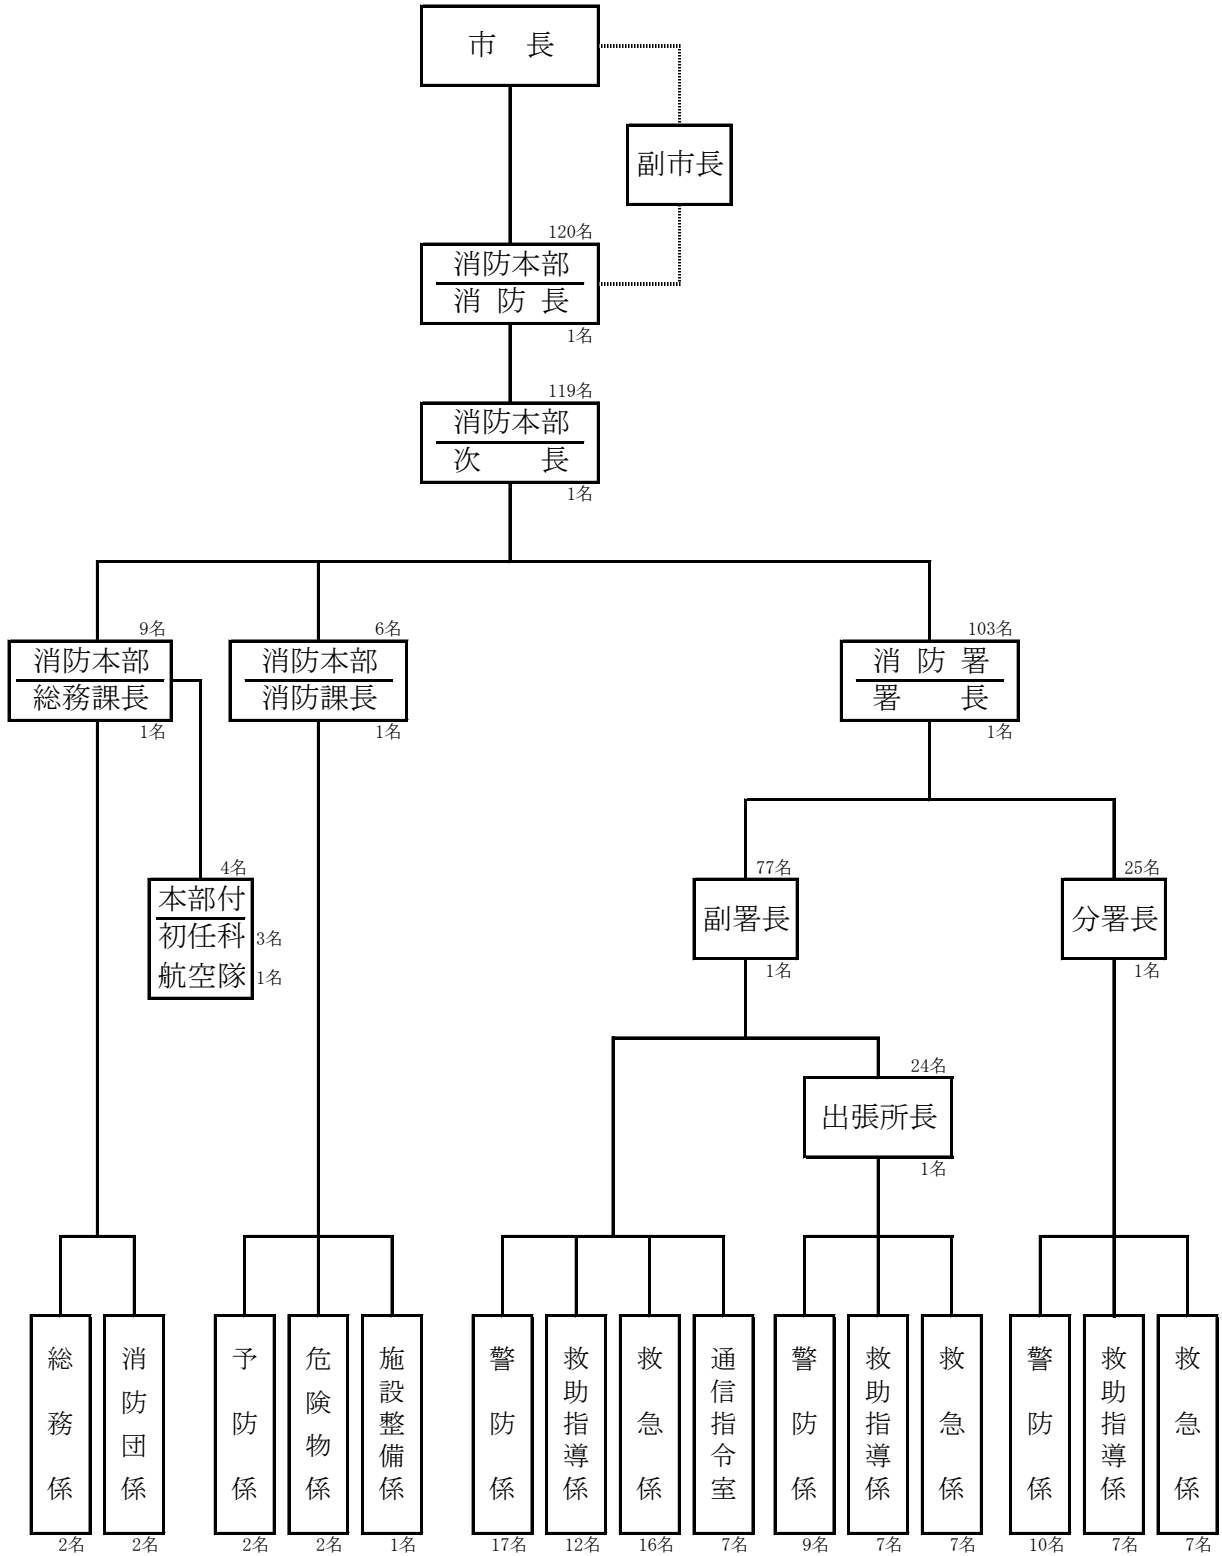 市　長
副市長
120名
消防本部
消 防 長
1名
119名
消防本部
次　　長
1名
9名
消防本部
総務課長
1名
6名
消防本部
消防課長
1名
103名
消 防 署
署　　長
1名
4名
本部付
初任科 3名
航空隊 1名
77名
副署長
1名
25名
分署長
1名
24名
出張所長
1名
総務係
2名
消防団係
2名
予防係
2名
危険物係
2名
施設整備係
1名
警防係
17名
救助指導係
12名
救急係
16名
通信指令室
7名
警防係
9名
救助指導係
7名
救急係
7名
警防係
10名
救助指導係
7名
救急係
7名